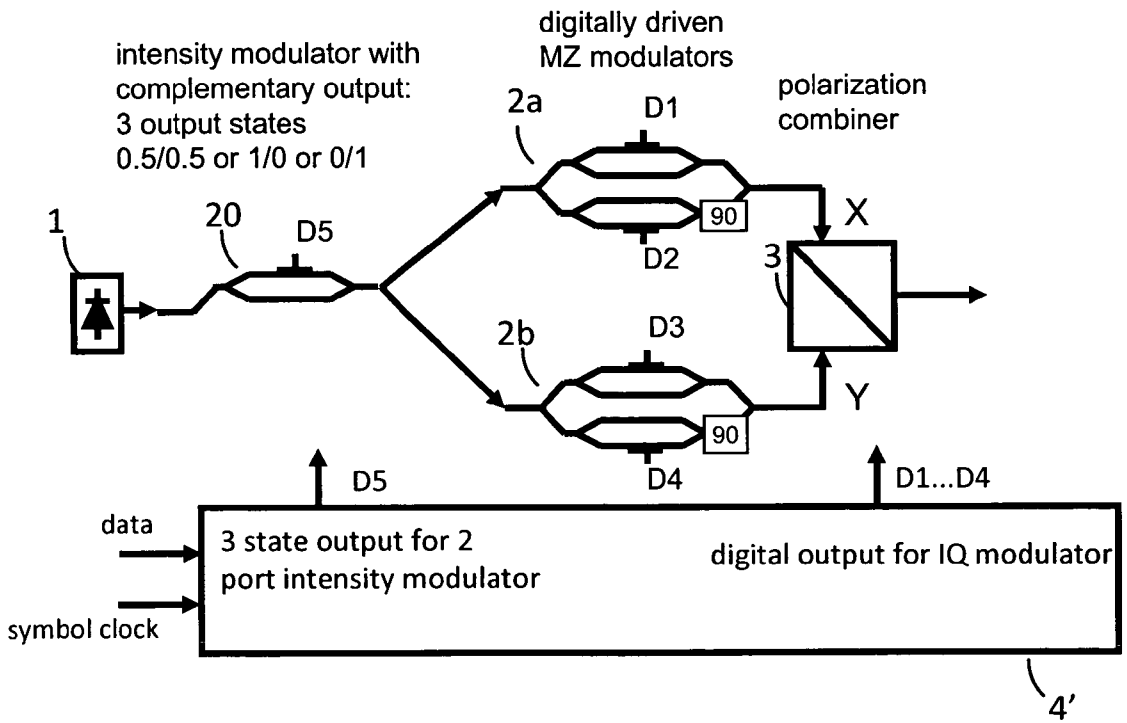 digitally driven
MZ modulators
intensity modulator with
complementary output:
3 output states
0.5/0.5 or 1/0 or 0/1
polarization
combiner
2a
D1
1
20
D5
90
D2
X
3
2b
D3
Y
90
D4
D5
D1...D4
data
3 state output for 2
port intensity modulator
digital output for IQ modulator
symbol clock
4'